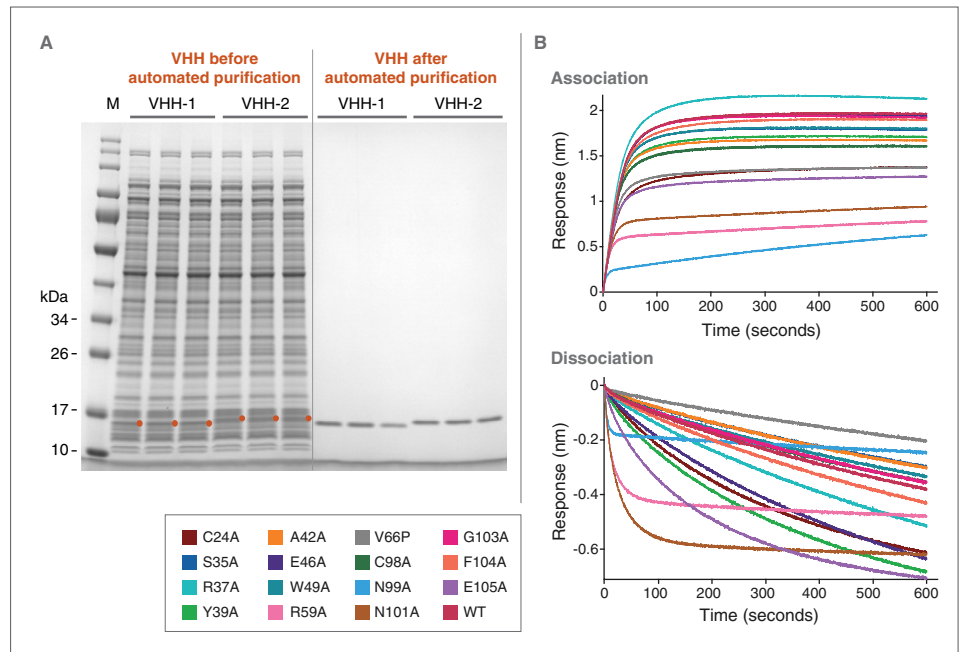 A
VHH before
automated purification
VHH after
automated purification
M
VHH-1
VHH-2
VHH-1
VHH-2
kDa
34 -
26 -
17 -
10 -
B
Association
Response (nm)
2
1.5
1
0.5
0
0
100
200
300
400
500
600
Time (seconds)
Dissociation
Response (nm)
0
-0.2
-0.4
-0.6
0
100
200
300
400
500
600
Time (seconds)
C24A
A42A
V66P
G103A
S35A
E46A
C98A
F104A
R37A
W49A
N99A
E105A
Y39A
R59A
N101A
WT